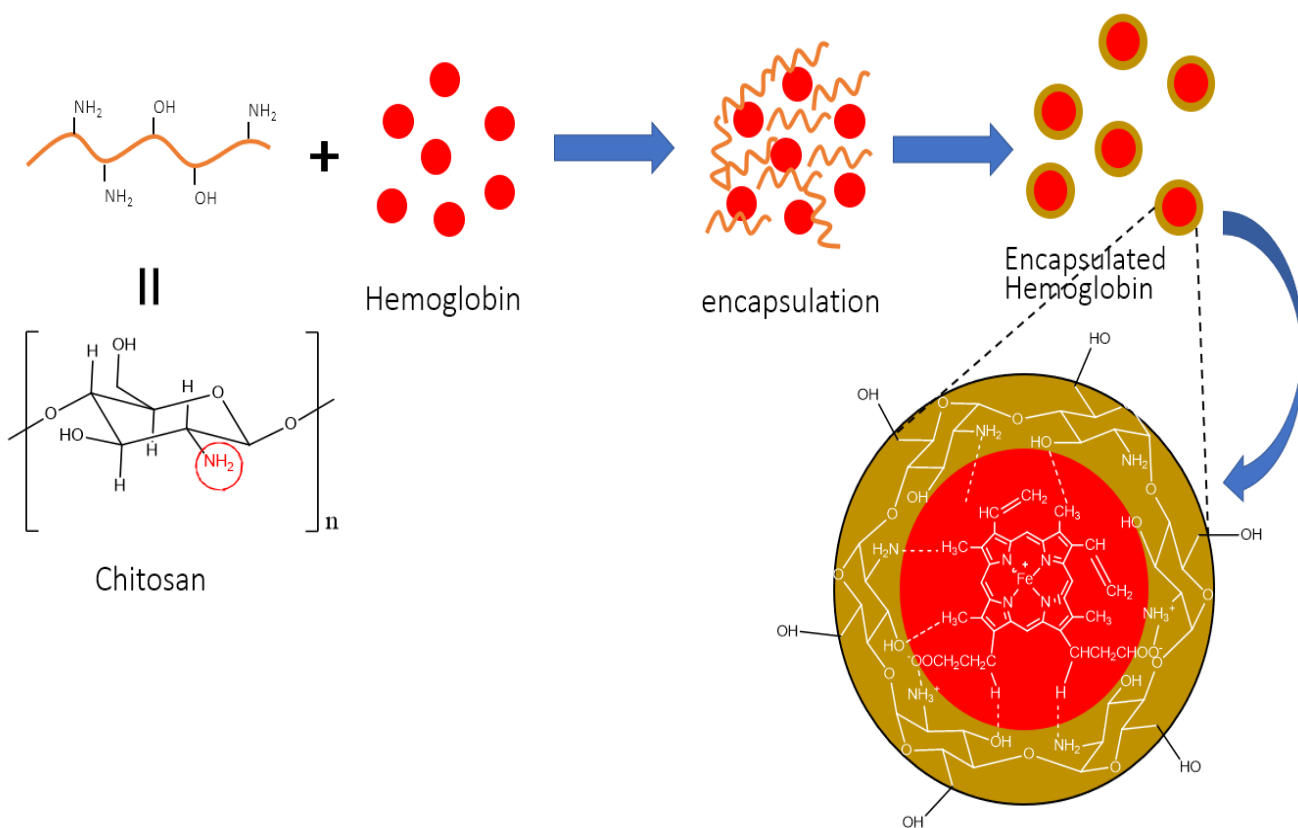 NH2
OH
NH2
NH2
OH
+
Hemoglobin
encapsulation
Encapsulated
Hemoglobin
=
OH
H
H
O
O
O
HO
H
H
NH2
n
Chitosan
HO
OH
O
O
NH2
HO
NH2
O
OH
O
CH2
HC
CH3
HO
OH
H2N
H3C
CH
N
N
+
Fe
CH2
O
O
N
N
NH3+
H3C
CH3
OH
HO
-OOCH2CH2C
CHCH2CHOO-
O
O
NH3+
H
H
OH
O
OH
O
NH2
O
O
O
HO
OH